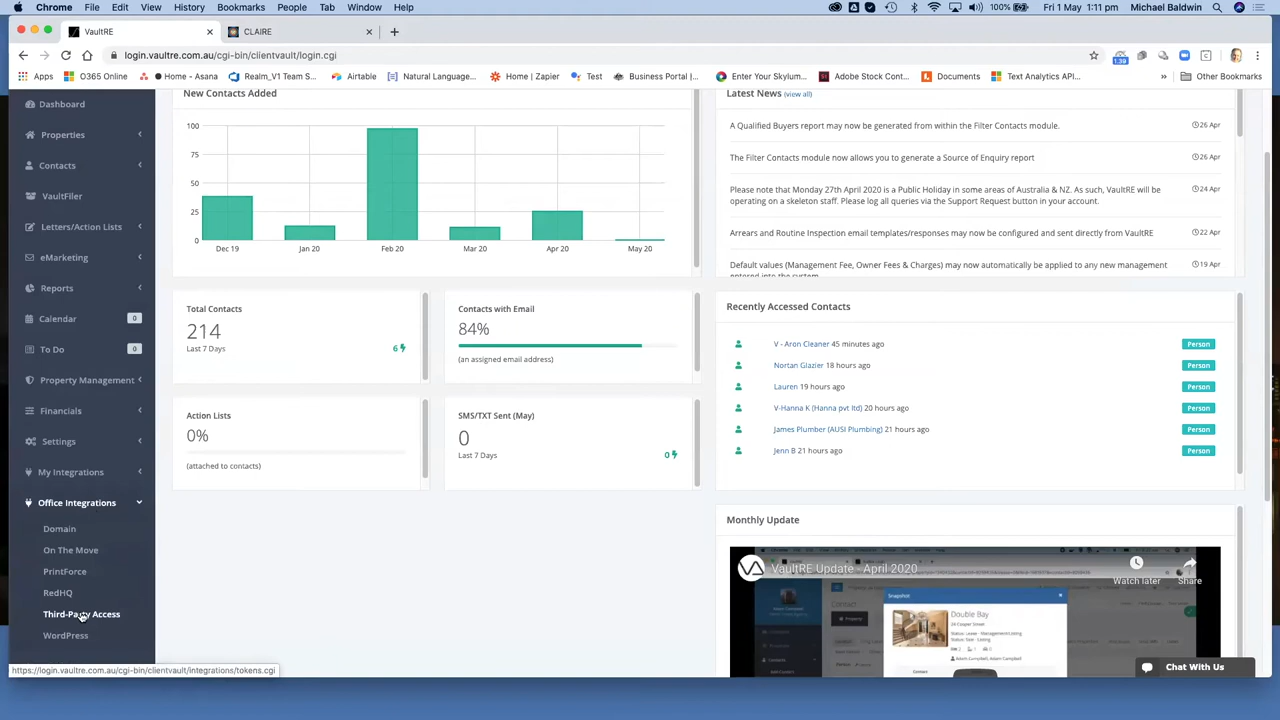 Chrome File Edit View History Bookmarks People Tab Window Help 100% Fri 1 May 1:11 pm Michael Baldwin
VaultRE CLAIRE
login.vaultre.com.au/cgi-bin/clientvault/login.cgi
1.39
Apps O365 Online Home - Asana Realm_V1 Team S... Airtable Natural Language... Home | Zapier Test Business Portal |... Enter Your Skylum... Adobe Stock Cont... Documents Text Analytics API... » Other Bookmarks
Dashboard
Properties
Contacts
VaultFiler
Letters/Action Lists
eMarketing
Reports
Calendar 0
To Do 0
Property Management
Financials
Settings
My Integrations
Office Integrations
Domain
On The Move
PrintForce
RedHQ
Third-Party Access
WordPress
New Contacts Added
100
75
50
25
0
Dec 19 Jan 20 Feb 20 Mar 20 Apr 20 May 20
Total Contacts
214
Last 7 Days 6
Contacts with Email
84%
(an assigned email address)
Action Lists
0%
(attached to contacts)
SMS/TXT Sent (May)
0
Last 7 Days 0
Latest News (view all)
A Qualified Buyers report may now be generated from within the Filter Contacts module. 26 Apr
The Filter Contacts module now allows you to generate a Source of Enquiry report 26 Apr
Please note that Monday 27th April 2020 is a Public Holiday in some areas of Australia & NZ. As such, VaultRE will 24 Apr
be operating on a skeleton staff. Please log all queries via the Support Request button in your account.
Arrears and Routine Inspection email templates/responses may now be configured and sent directly from VaultRE 22 Apr
Default values (Management Fee, Owner Fees & Charges) may now automatically be applied to any new management 19 Apr
entered into the system.
Recently Accessed Contacts
V - Aron Cleaner 45 minutes ago Person
Nortan Glazier 18 hours ago Person
Lauren 19 hours ago Person
V-Hanna K (Hanna pvt ltd) 20 hours ago Person
James Plumber (AUSI Plumbing) 21 hours ago Person
Jenn B 21 hours ago Person
Monthly Update
VaultRE Update - April 2020
Watch later Share
Snapshot
Contact
Property
Double Bay
Chat With Us
https://login.vaultre.com.au/cgi-bin/clientvault/integrations/tokens.cgi